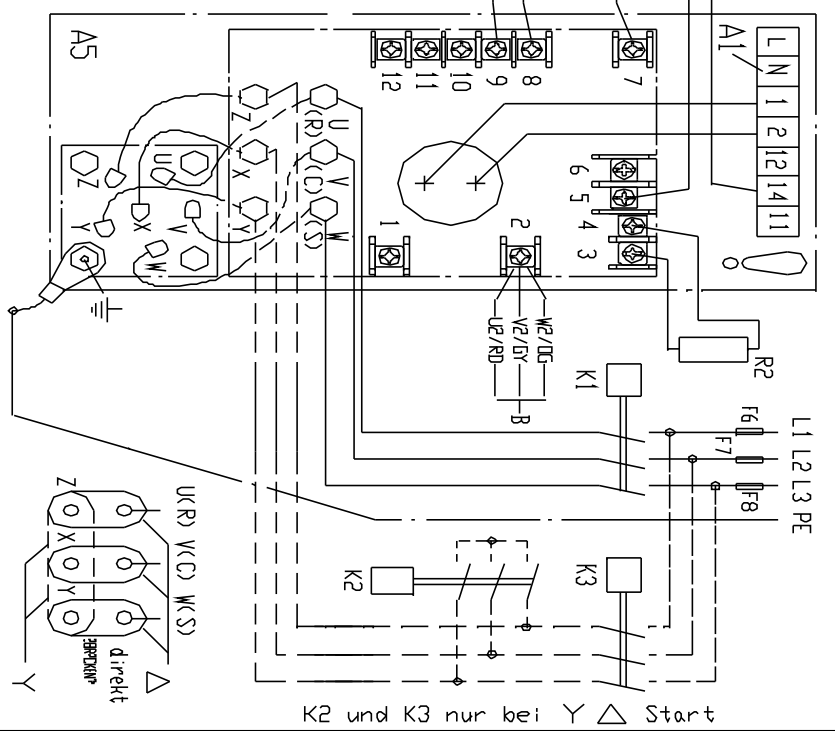 A5
12
11
10
9
8
7
A1
L
N
1
2
12
14
11
Z
X
Y
U
(R)
V
(C)
W
(S)
U
Z
Y
X
V
W
6
5
4
3
1
2
U2/RD
V2/GY
W2/OG
B
R2
K1
F6
F7
F8
L1
L2
L3
PE
K2
K3
Z
X
Y
U(R)
V(C)
W(S)
direkt
Y
△
K2 und K3 nur bei Y △ Start